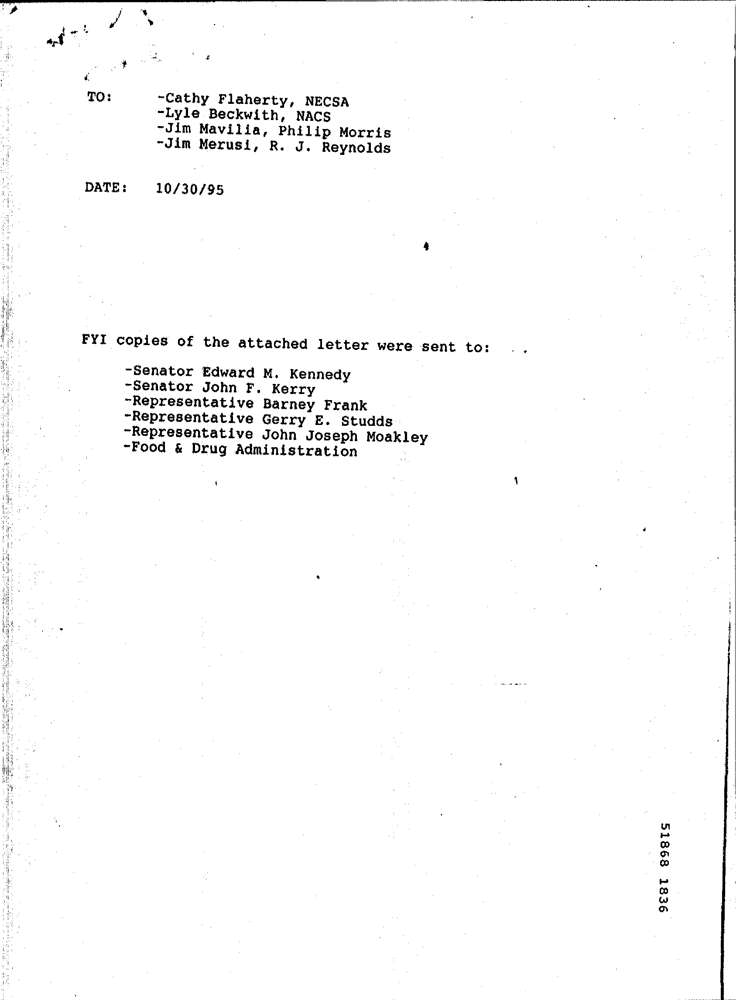 TO: -Cathy Flaherty, NECSA
-Lyle Beckwith, NACS
-Jim Mavilia, Philip Morris
-Jim Merusi, R. J. Reynolds
DATE: 10/30/95
FYI copies of the attached letter were sent to:
-Senator Edward M. Kennedy
-Senator John F. Kerry
-Representative Barney Frank
-Representative Gerry E. Studds
-Representative John Joseph Moakley
-Food & Drug Administration
51868 1836